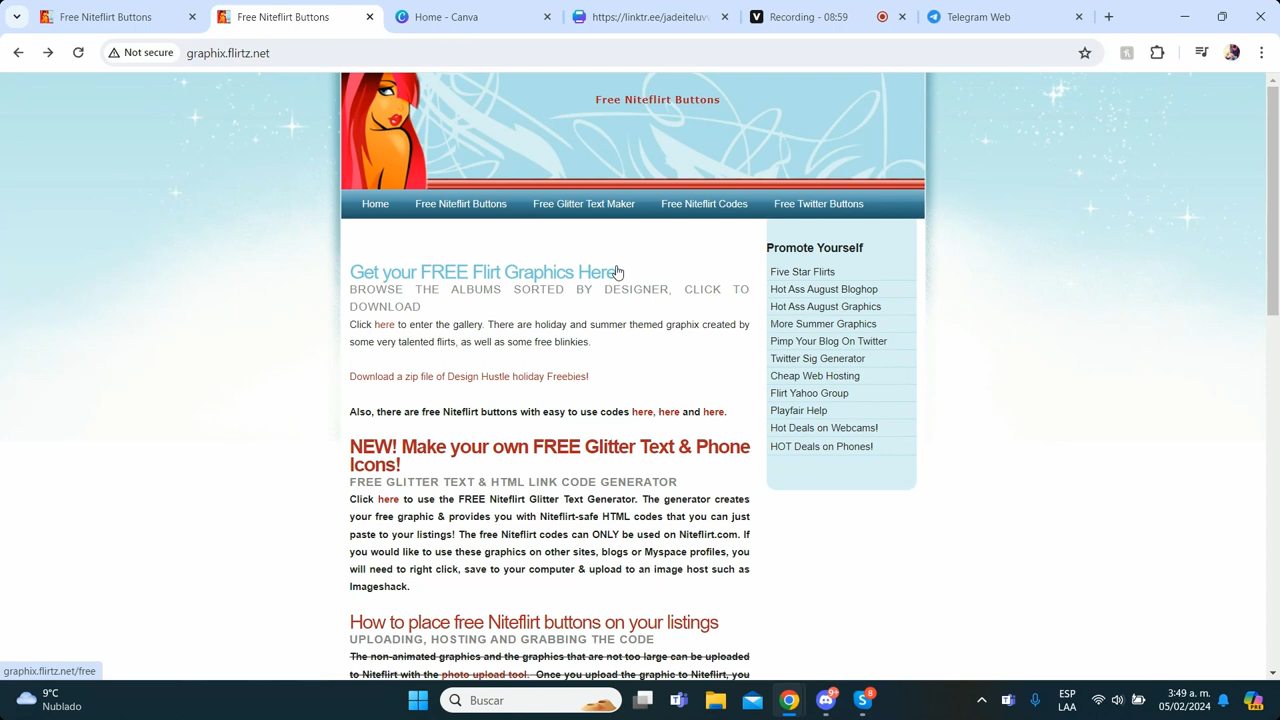 Free Niteflirt Buttons
Free Niteflirt Buttons
Home - Canva
https://linktr.ee/jadeiteluv
Recording - 08:59
Telegram Web
Not secure
graphix.flirtz.net
Free Niteflirt Buttons
Home
Free Niteflirt Buttons
Free Glitter Text Maker
Free Niteflirt Codes
Free Twitter Buttons
Get your FREE Flirt Graphics Here
BROWSE THE ALBUMS SORTED BY DESIGNER, CLICK TO
DOWNLOAD
Click here to enter the gallery. There are holiday and summer themed graphix created by
some very talented flirts, as well as some free blinkies.
Download a zip file of Design Hustle holiday Freebies!
Also, there are free Niteflirt buttons with easy to use codes here, here and here.
NEW! Make your own FREE Glitter Text & Phone
Icons!
FREE GLITTER TEXT & HTML LINK CODE GENERATOR
Click here to use the FREE Niteflirt Glitter Text Generator. The generator creates
your free graphic & provides you with Niteflirt-safe HTML codes that you can just
paste to your listings! The free Niteflirt codes can ONLY be used on Niteflirt.com. If
you would like to use these graphics on other sites, blogs or Myspace profiles, you
will need to right click, save to your computer & upload to an image host such as
Imageshack.
How to place free Niteflirt buttons on your listings
UPLOADING, HOSTING AND GRABBING THE CODE
The non-animated graphics and the graphics that are not too large can be uploaded
to Niteflirt with the photo upload tool. Once you upload the graphic to Niteflirt, you
Promote Yourself
Five Star Flirts
Hot Ass August Bloghop
Hot Ass August Graphics
More Summer Graphics
Pimp Your Blog On Twitter
Twitter Sig Generator
Cheap Web Hosting
Flirt Yahoo Group
Playfair Help
Hot Deals on Webcams!
HOT Deals on Phones!
graphix.flirtz.net/free
9°C
Nublado
Buscar
9+
8
ESP
LAA
3:49 a. m.
05/02/2024